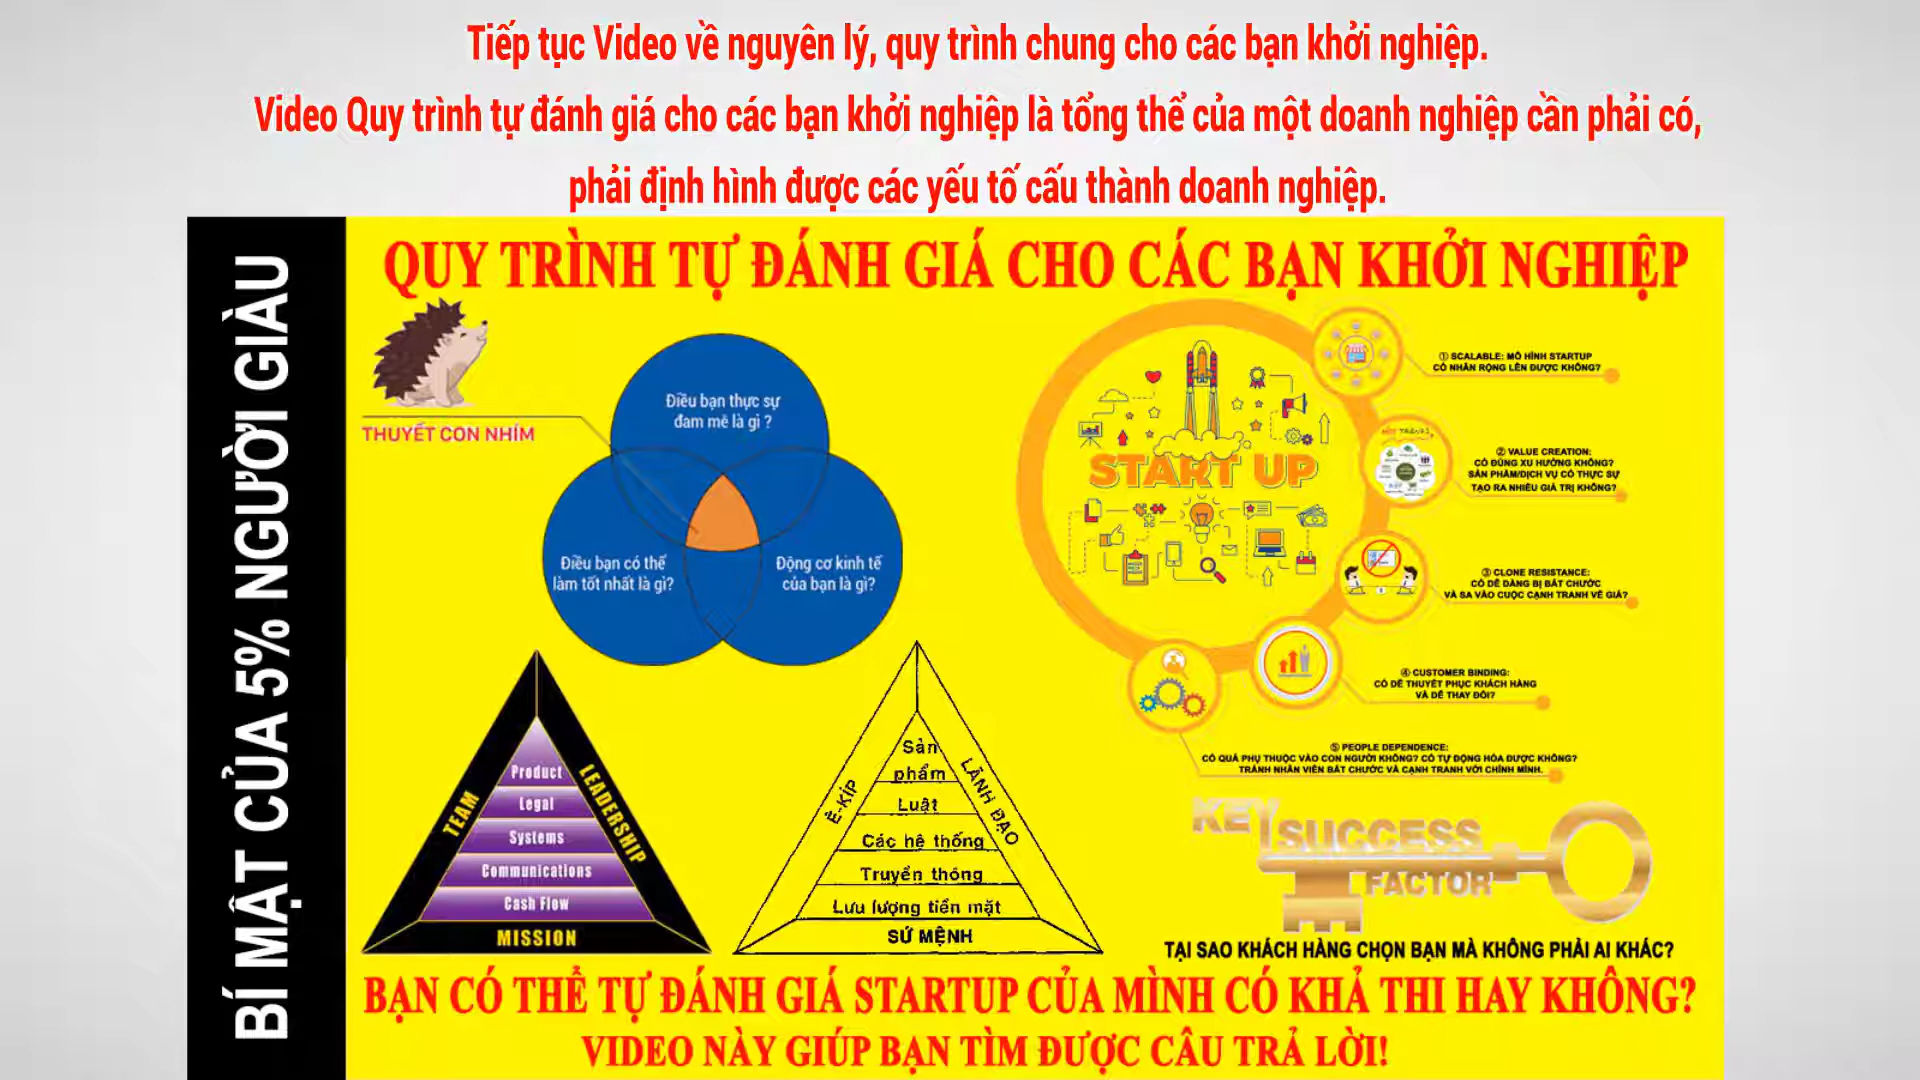 Tiếp tục Video về nguyên lý, quy trình chung cho các bạn khởi nghiệp.
Video Quy trình tự đánh giá cho các bạn khởi nghiệp là tổng thể của một doanh nghiệp cần phải có,
phải định hình được các yếu tố cấu thành doanh nghiệp.
BÍ MẬT CỦA 5% NGƯỜI GIÀU
QUY TRÌNH TỰ ĐÁNH GIÁ CHO CÁC BẠN KHỞI NGHIỆP
THUYẾT CON NHÍM
Điều bạn thực sự
đam mê là gì ?
Điều bạn có thể
làm tốt nhất là gì?
Động cơ kinh tế
của bạn là gì?
START UP
① SCALABLE: MÔ HÌNH STARTUP
CÓ NHÂN RỘNG LÊN ĐƯỢC KHÔNG?
② VALUE CREATION:
CÓ ĐÚNG XU HƯỚNG KHÔNG?
SẢN PHẨM/DỊCH VỤ CÓ THỰC SỰ
TẠO RA NHIỀU GIÁ TRỊ KHÔNG?
③ CLONE RESISTANCE:
CÓ DỄ DÀNG BỊ BẮT CHƯỚC
VÀ SA VÀO CUỘC CẠNH TRANH VỀ GIÁ?
④ CUSTOMER BINDING:
CÓ DỄ THUYẾT PHỤC KHÁCH HÀNG
VÀ DỄ THAY ĐỔI?
⑤ PEOPLE DEPENDENCE:
CÓ QUÁ PHỤ THUỘC VÀO CON NGƯỜI KHÔNG? CÓ TỰ ĐỘNG HÓA ĐƯỢC KHÔNG?
TRÁNH NHÂN VIÊN BẮT CHƯỚC VÀ CẠNH TRANH VỚI CHÍNH MÌNH.
TEAM
LEADERSHIP
Product
Legal
Systems
Communications
Cash Flow
MISSION
Ê-KÍP
LÃNH ĐẠO
Sản
phẩm
Luật
Các hệ thống
Truyền thông
Lưu lượng tiền mặt
SỨ MỆNH
KEY SUCCESS
FACTOR
TẠI SAO KHÁCH HÀNG CHỌN BẠN MÀ KHÔNG PHẢI AI KHÁC?
BẠN CÓ THỂ TỰ ĐÁNH GIÁ STARTUP CỦA MÌNH CÓ KHẢ THI HAY KHÔNG?
VIDEO NÀY GIÚP BẠN TÌM ĐƯỢC CÂU TRẢ LỜI!